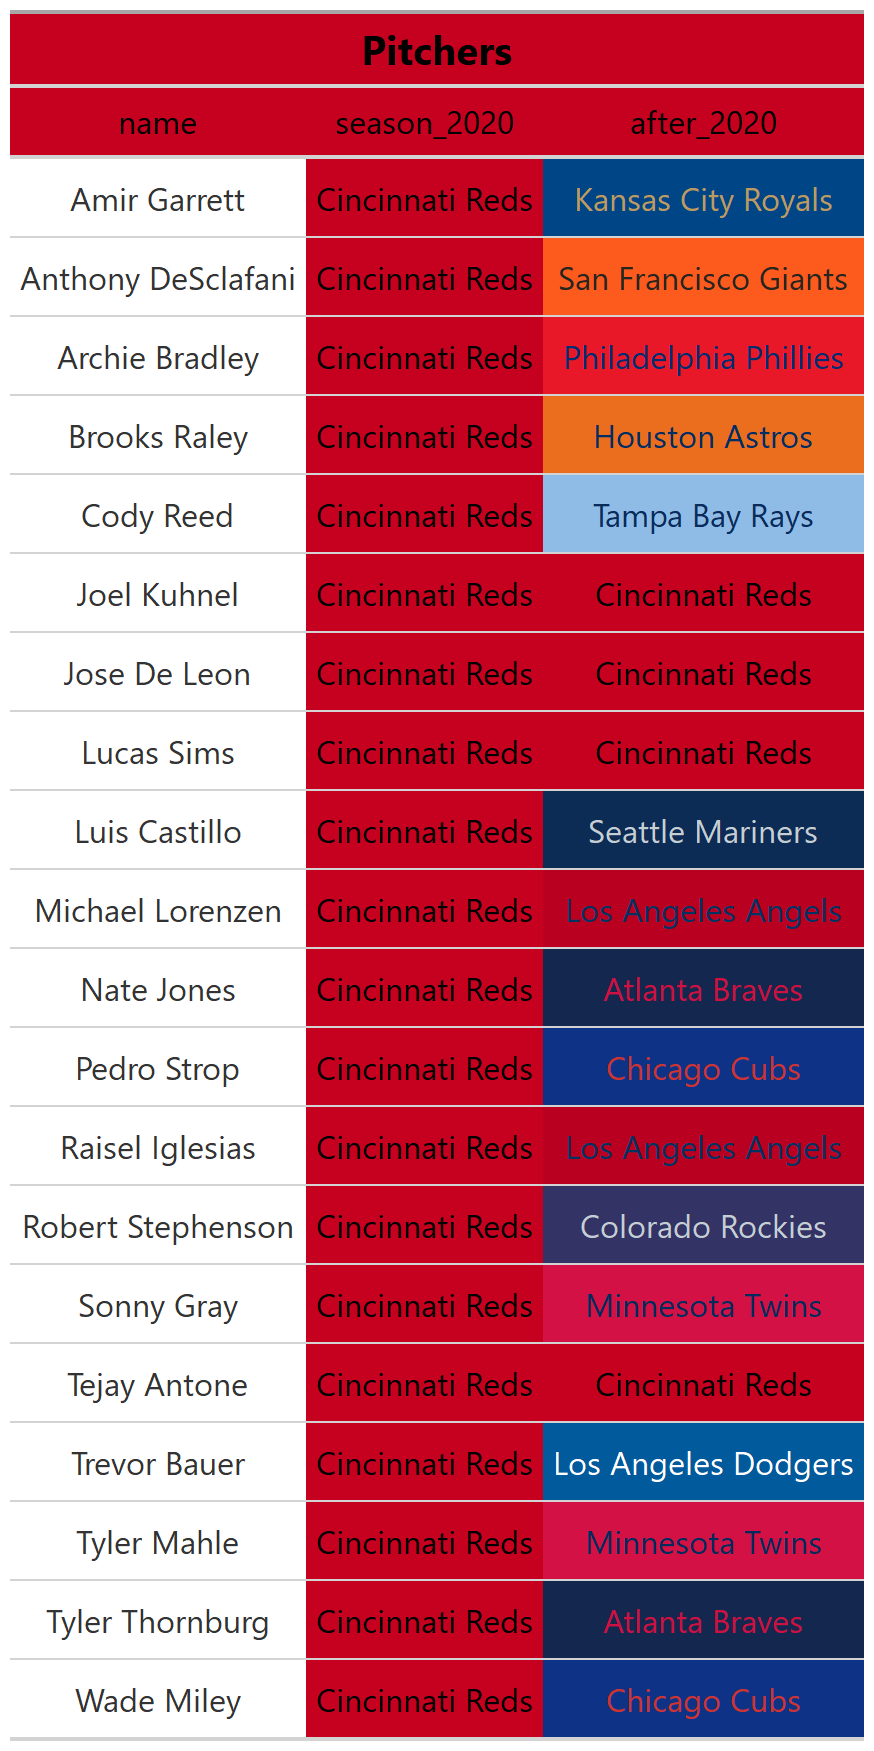 Pitchers
name season_2020 after_2020
Amir Garrett Cincinnati Reds Kansas City Royals
Anthony DeSclafani Cincinnati Reds San Francisco Giants
Archie Bradley Cincinnati Reds Philadelphia Phillies
Brooks Raley Cincinnati Reds Houston Astros
Cody Reed Cincinnati Reds Tampa Bay Rays
Joel Kuhnel Cincinnati Reds Cincinnati Reds
Jose De Leon Cincinnati Reds Cincinnati Reds
Lucas Sims Cincinnati Reds Cincinnati Reds
Luis Castillo Cincinnati Reds Seattle Mariners
Michael Lorenzen Cincinnati Reds Los Angeles Angels
Nate Jones Cincinnati Reds Atlanta Braves
Pedro Strop Cincinnati Reds Chicago Cubs
Raisel Iglesias Cincinnati Reds Los Angeles Angels
Robert Stephenson Cincinnati Reds Colorado Rockies
Sonny Gray Cincinnati Reds Minnesota Twins
Tejay Antone Cincinnati Reds Cincinnati Reds
Trevor Bauer Cincinnati Reds Los Angeles Dodgers
Tyler Mahle Cincinnati Reds Minnesota Twins
Tyler Thornburg Cincinnati Reds Atlanta Braves
Wade Miley Cincinnati Reds Chicago Cubs